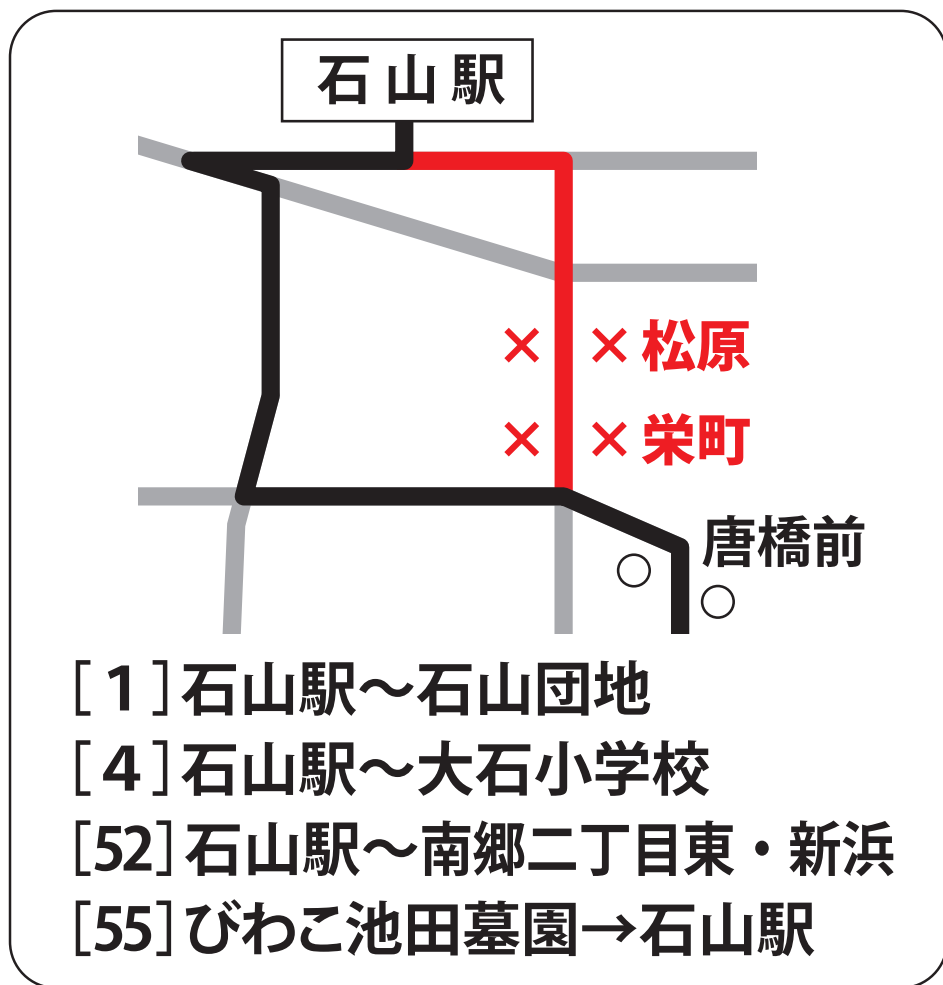 石山駅
× × 松原
× × 栄町
唐橋前
[1]石山駅～石山団地
[4]石山駅～大石小学校
[52]石山駅～南郷二丁目東・新浜
[55]びわこ池田墓園→石山駅